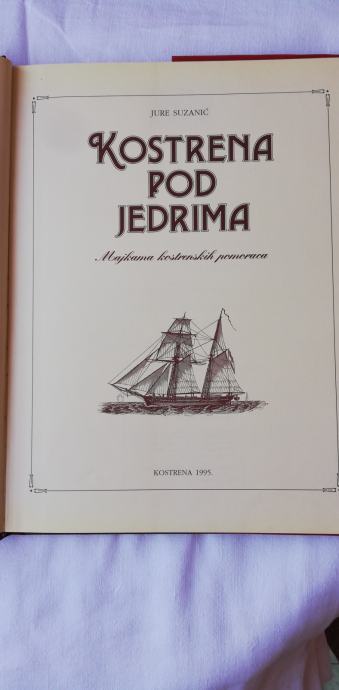 JURE SUZANIĆ
KOSTRENA
POD
JEDRIMA
Majkama kostrenskih pomoraca
KOSTRENA 1995.